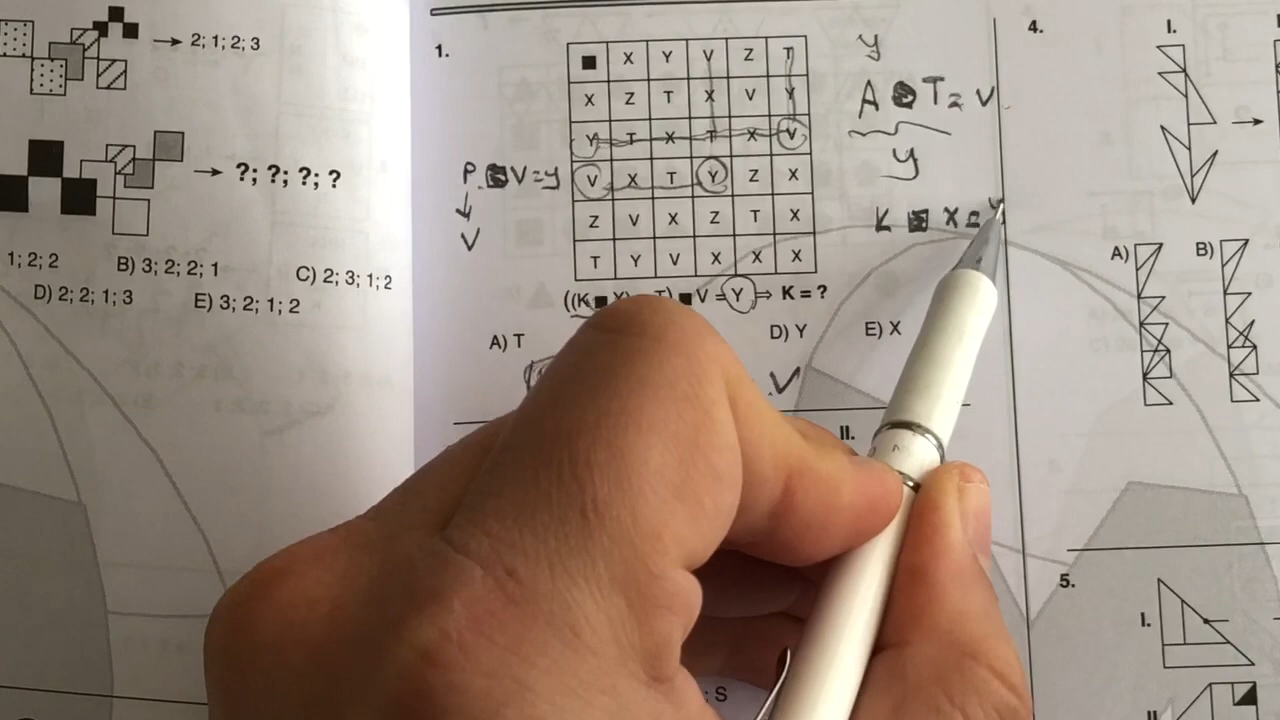 → 2; 1; 2; 3
→ ?; ?; ?; ?
1; 2; 2 B) 3; 2; 2; 1 C) 2; 3; 1; 2
D) 2; 2; 1; 3 E) 3; 2; 1; 2
1.
■ X Y V Z T
X Z T X V Y
Y T X T X V
V X T Y Z X
Z V X Z T X
T Y V X X X
P ■ V = y
↓
V
y
A ■ T = V
y
K ■ X =
((K ■ ■ V = Y ⇒ K = ?
A) T
D) Y E) X
V
II.
; S
4.
I.
→
A) B)
5.
I.